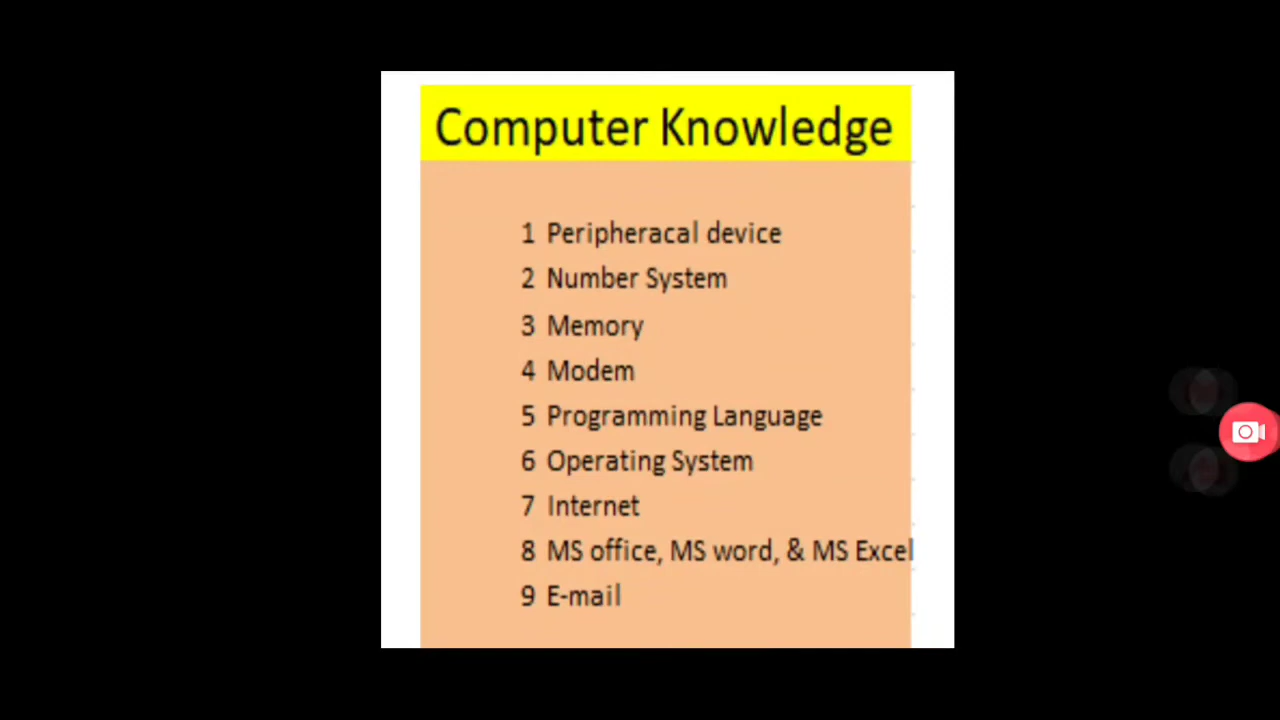 Computer Knowledge
1 Peripheracal device
2 Number System
3 Memory
4 Modem
5 Programming Language
6 Operating System
7 Internet
8 MS office, MS word, & MS Excel
9 E-mail